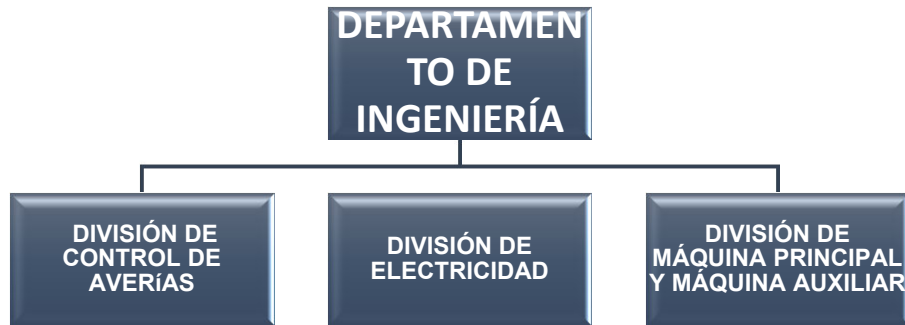 DEPARTAMEN
TO DE
INGENIERÍA
DIVISIÓN DE
CONTROL DE
AVERíAS
DIVISIÓN DE
ELECTRICIDAD
DIVISIÓN DE
MÁQUINA PRINCIPAL
Y MÁQUINA AUXILIAR